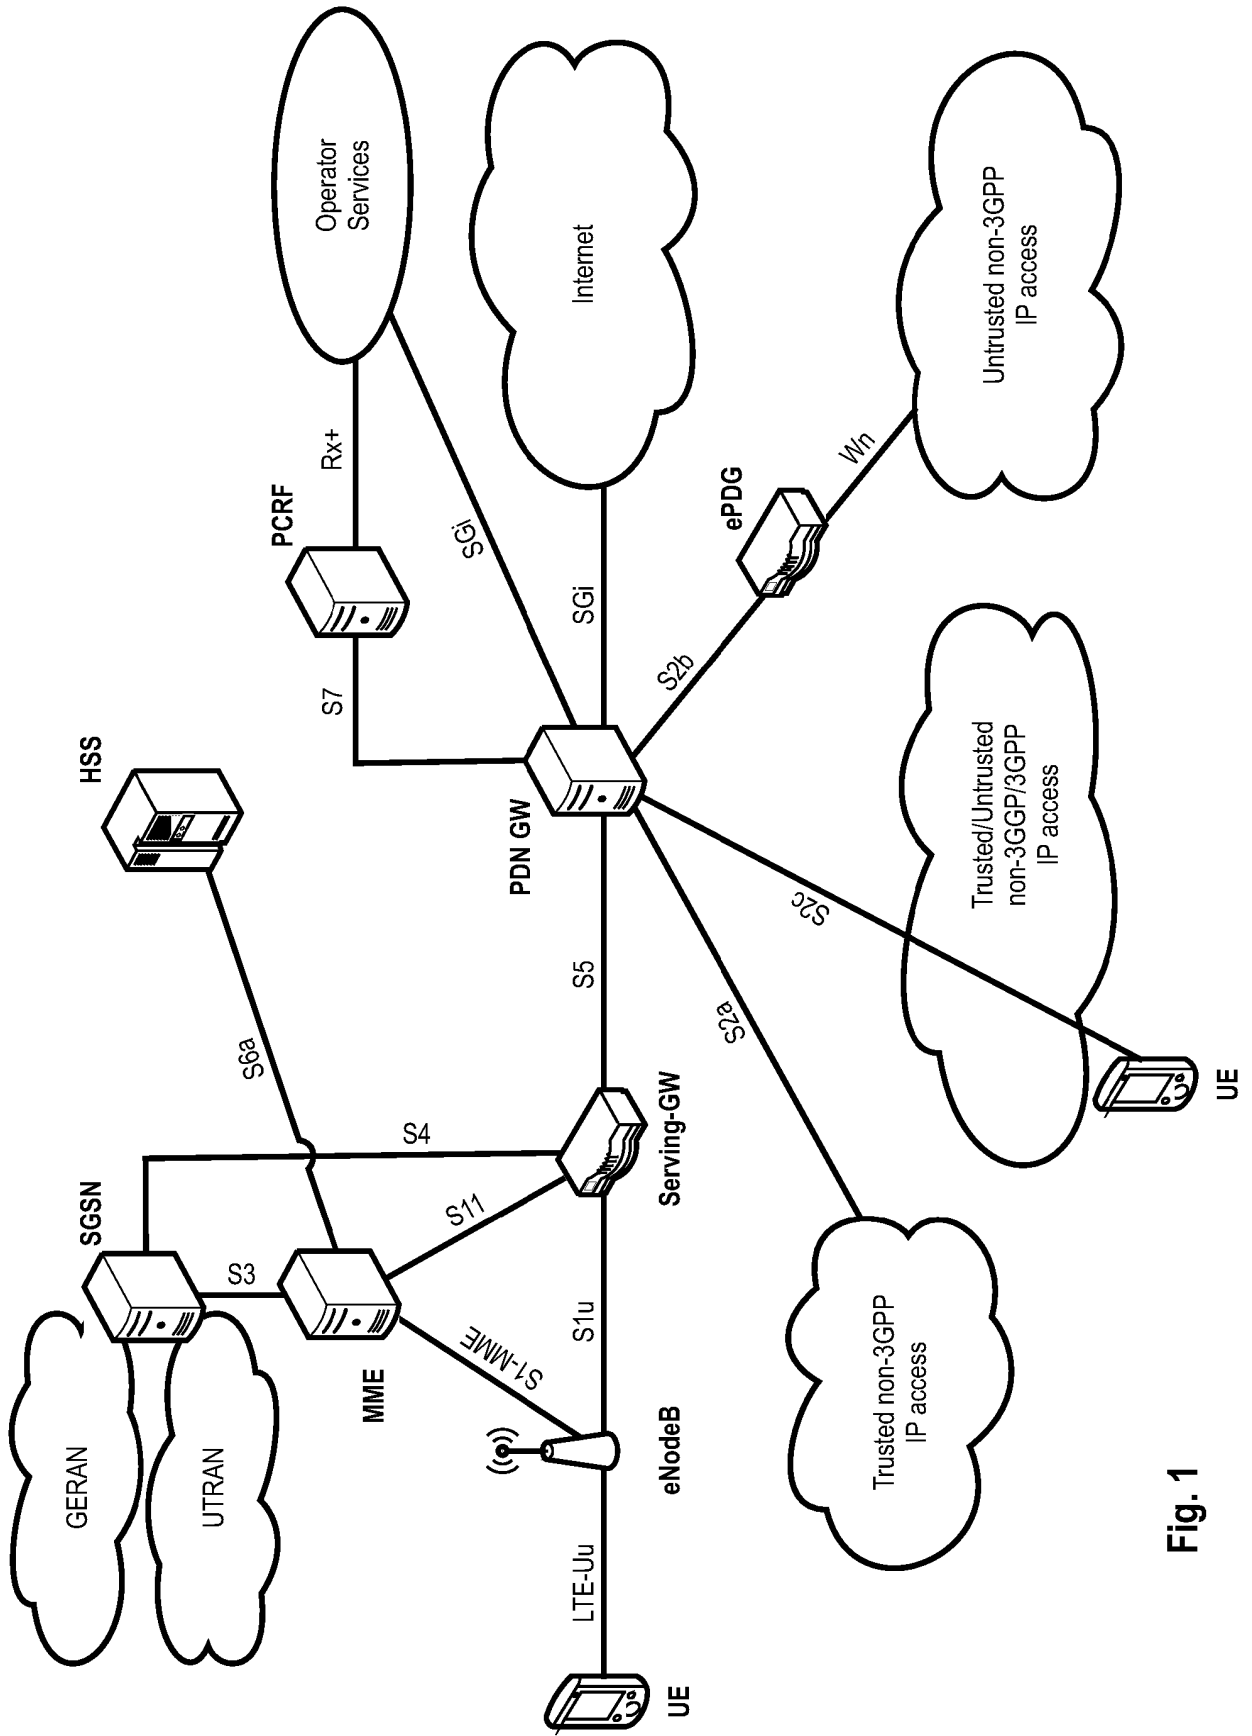 GERAN
UTRAN
SGSN
HSS
S3
S6a
MME
S4
S11
S1-MME
S7
PCRF
Rx+
Operator
Services
SGi
Internet
SGi
PDN GW
S5
Serving-GW
S1u
eNodeB
LTE-Uu
UE
S2a
S2c
S2b
ePDG
Wn
Trusted non-3GPP
IP access
Trusted/Untrusted
non-3GGP/3GPP
IP access
Untrusted non-3GPP
IP access
UE
Fig. 1